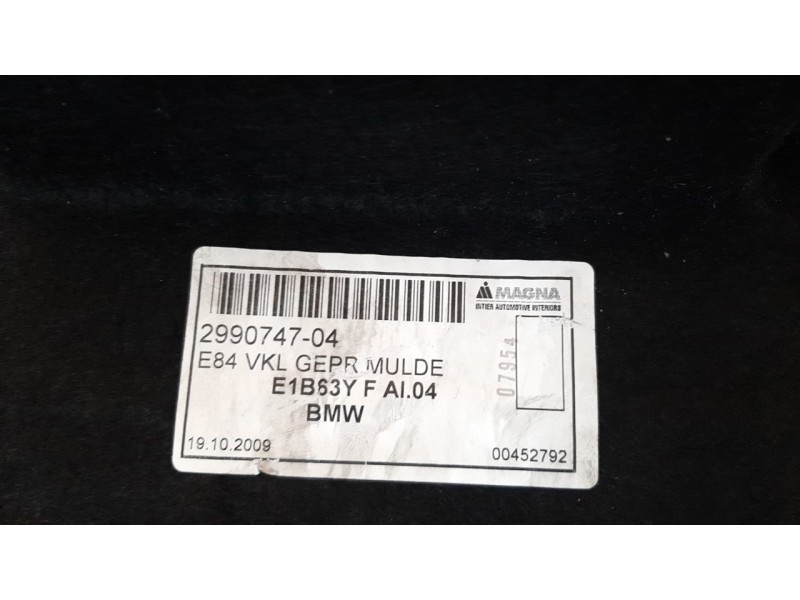 MAGNA
INTIER AUTOMOTIVE INTERIORS
2990747-04
E84 VKL GEPR MULDE
E1B63Y F AI.04
BMW
07954
19.10.2009
00452792